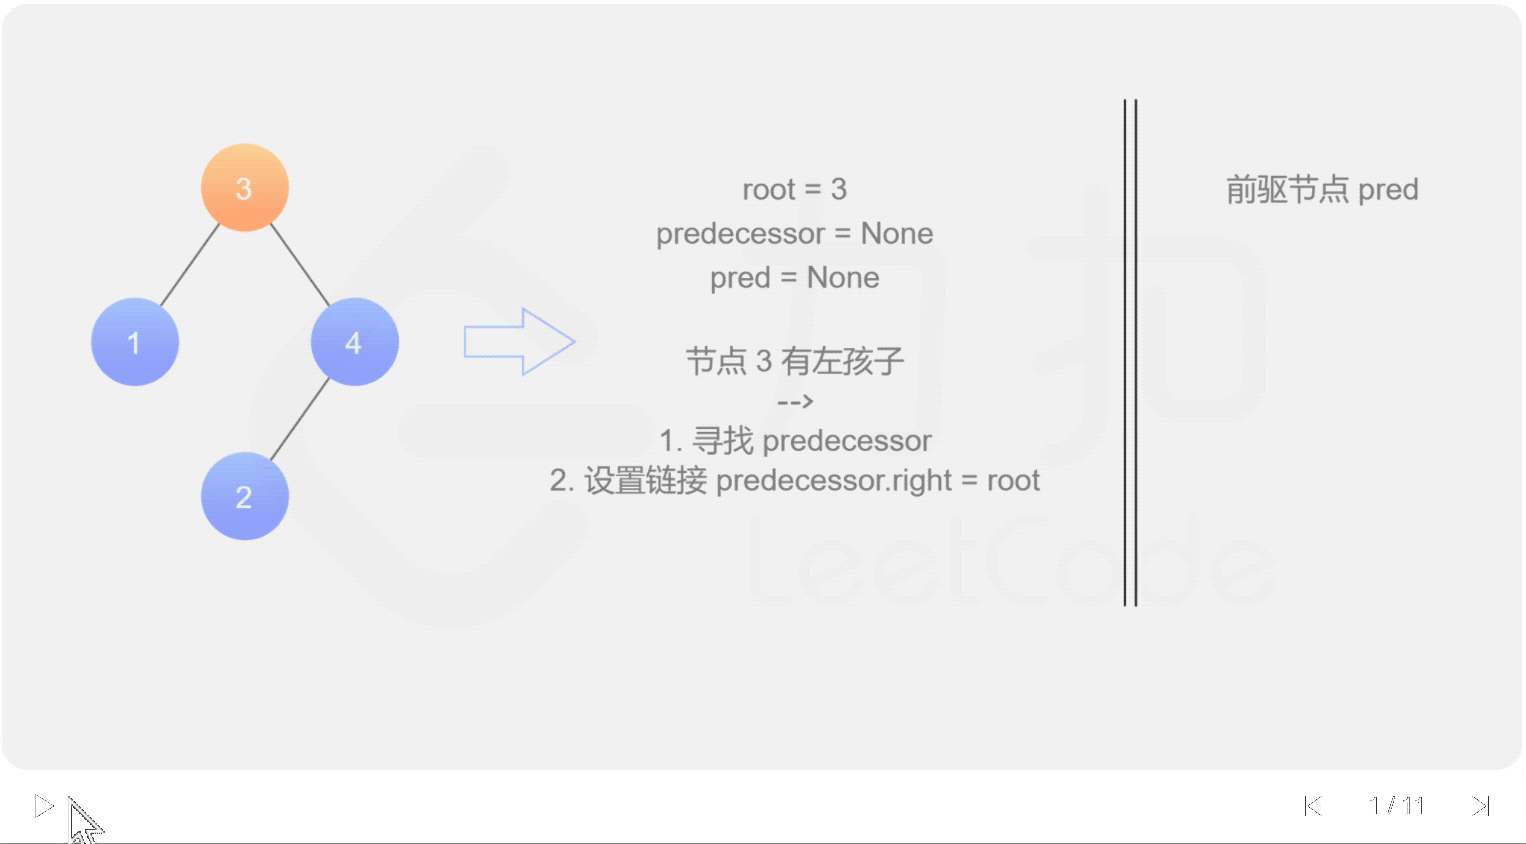 3
1
4
2
root = 3
predecessor = None
pred = None
节点 3 有左孩子
-->
1. 寻找 predecessor
2. 设置链接 predecessor.right = root
前驱节点 pred
力扣
LeetCode
1 / 11